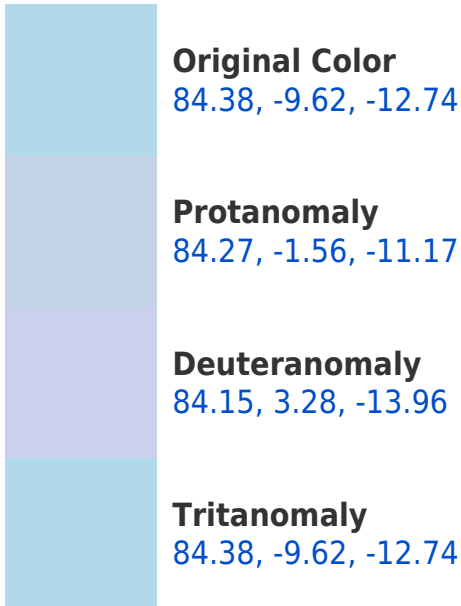 Original Color
84.38, -9.62, -12.74
Protanomaly
84.27, -1.56, -11.17
Deuteranomaly
84.15, 3.28, -13.96
Tritanomaly
84.38, -9.62, -12.74